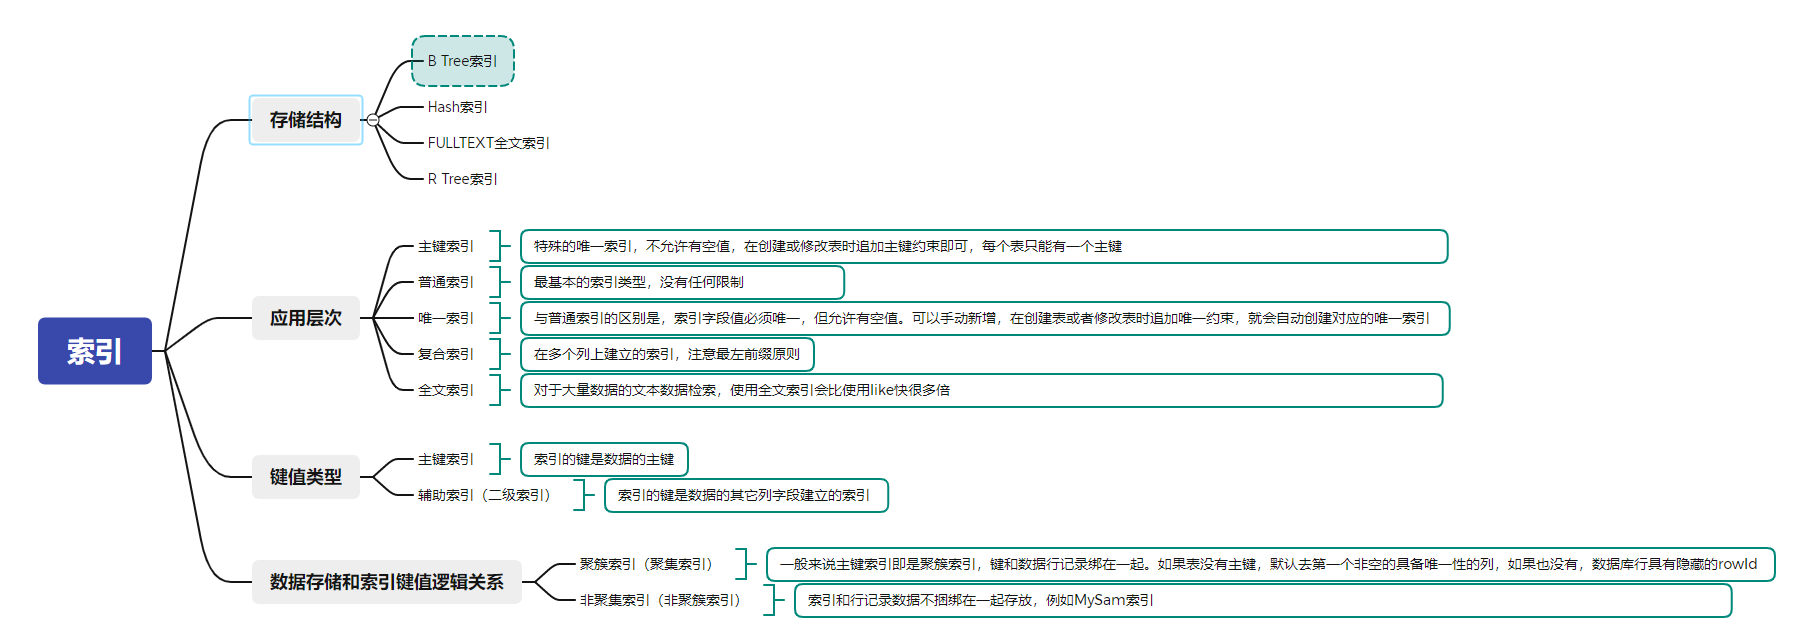 索引
存储结构
B Tree索引
Hash索引
FULLTEXT全文索引
R Tree索引
应用层次
主键索引
特殊的唯一索引，不允许有空值，在创建或修改表时追加主键约束即可，每个表只能有一个主键
普通索引
最基本的索引类型，没有任何限制
唯一索引
与普通索引的区别是，索引字段值必须唯一，但允许有空值。可以手动新增，在创建表或者修改表时追加唯一约束，就会自动创建对应的唯一索引
复合索引
在多个列上建立的索引，注意最左前缀原则
全文索引
对于大量数据的文本数据检索，使用全文索引会比使用like快很多倍
键值类型
主键索引
索引的键是数据的主键
辅助索引（二级索引）
索引的键是数据的其它列字段建立的索引
数据存储和索引键值逻辑关系
聚簇索引（聚集索引）
一般来说主键索引即是聚簇索引，键和数据行记录绑在一起。如果表没有主键，默认去第一个非空的具备唯一性的列，如果也没有，数据库行具有隐藏的rowId
非聚集索引（非聚簇索引）
索引和行记录数据不捆绑在一起存放，例如MySam索引